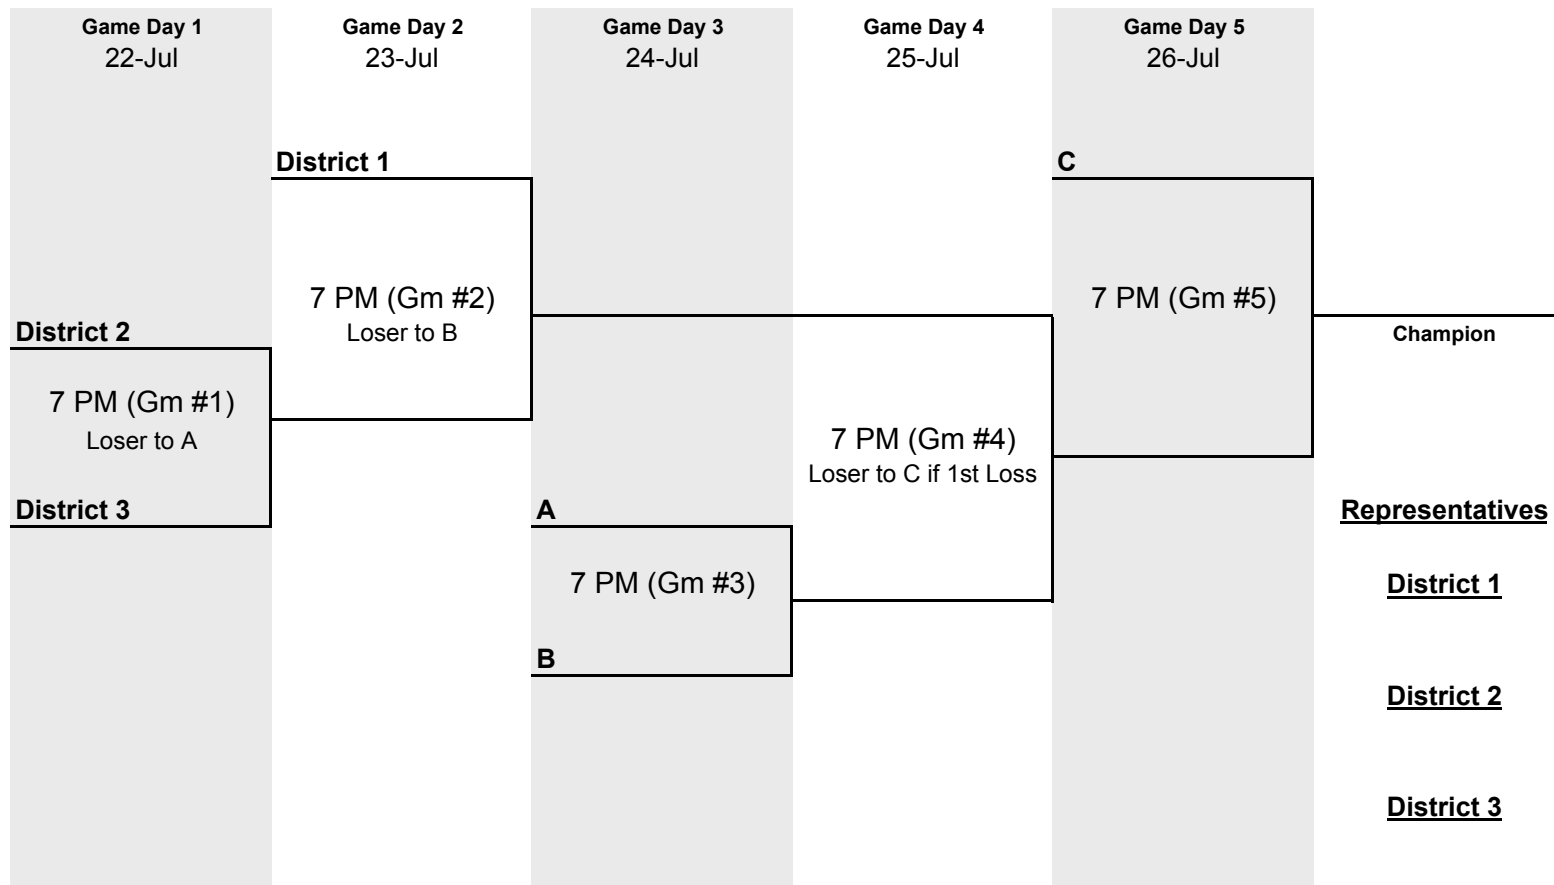 Game Day 1
22-Jul
Game Day 2
23-Jul
Game Day 3
24-Jul
Game Day 4
25-Jul
Game Day 5
26-Jul
District 1
C
7 PM (Gm #2)
Loser to B
7 PM (Gm #5)
District 2
Champion
7 PM (Gm #1)
Loser to A
7 PM (Gm #4)
Loser to C if 1st Loss
District 3
A
Representatives
7 PM (Gm #3)
District 1
B
District 2
District 3